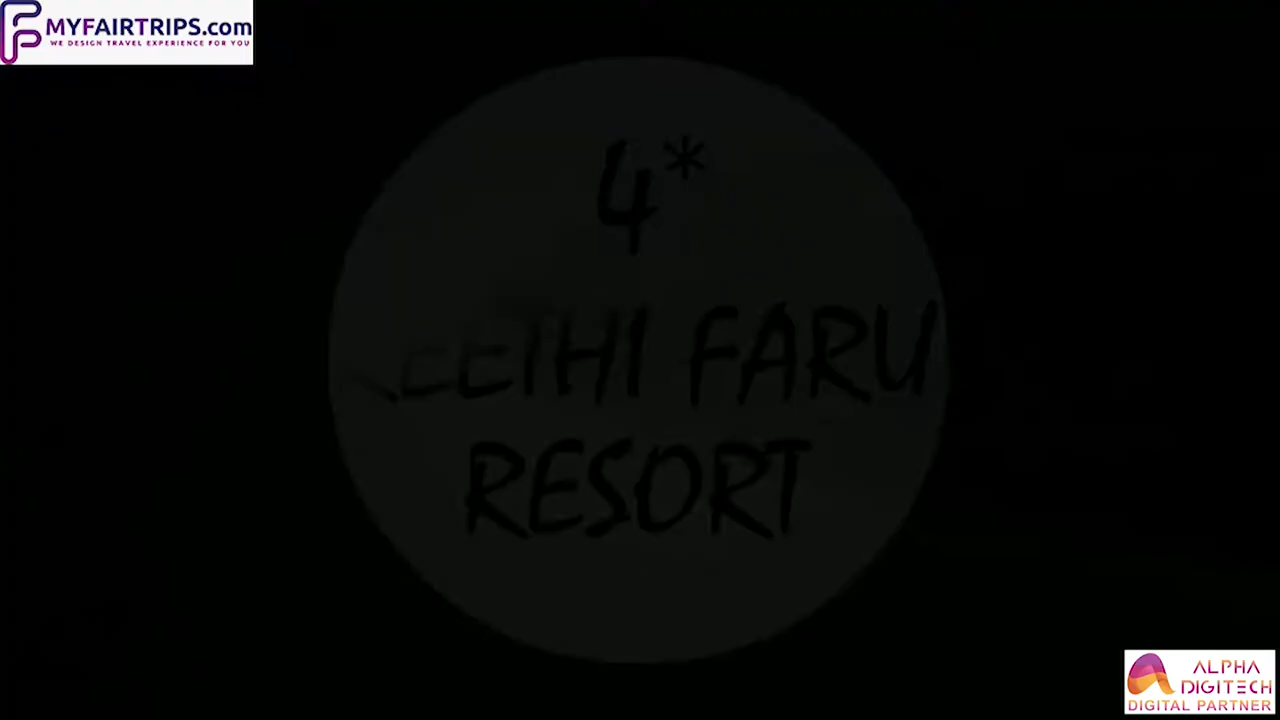 MYFAIRTRIPS.com
WE DESIGN TRAVEL EXPERIENCE FOR YOU
4*
FARU
RESORT
ALPHA
DIGITECH
DIGITAL PARTNER